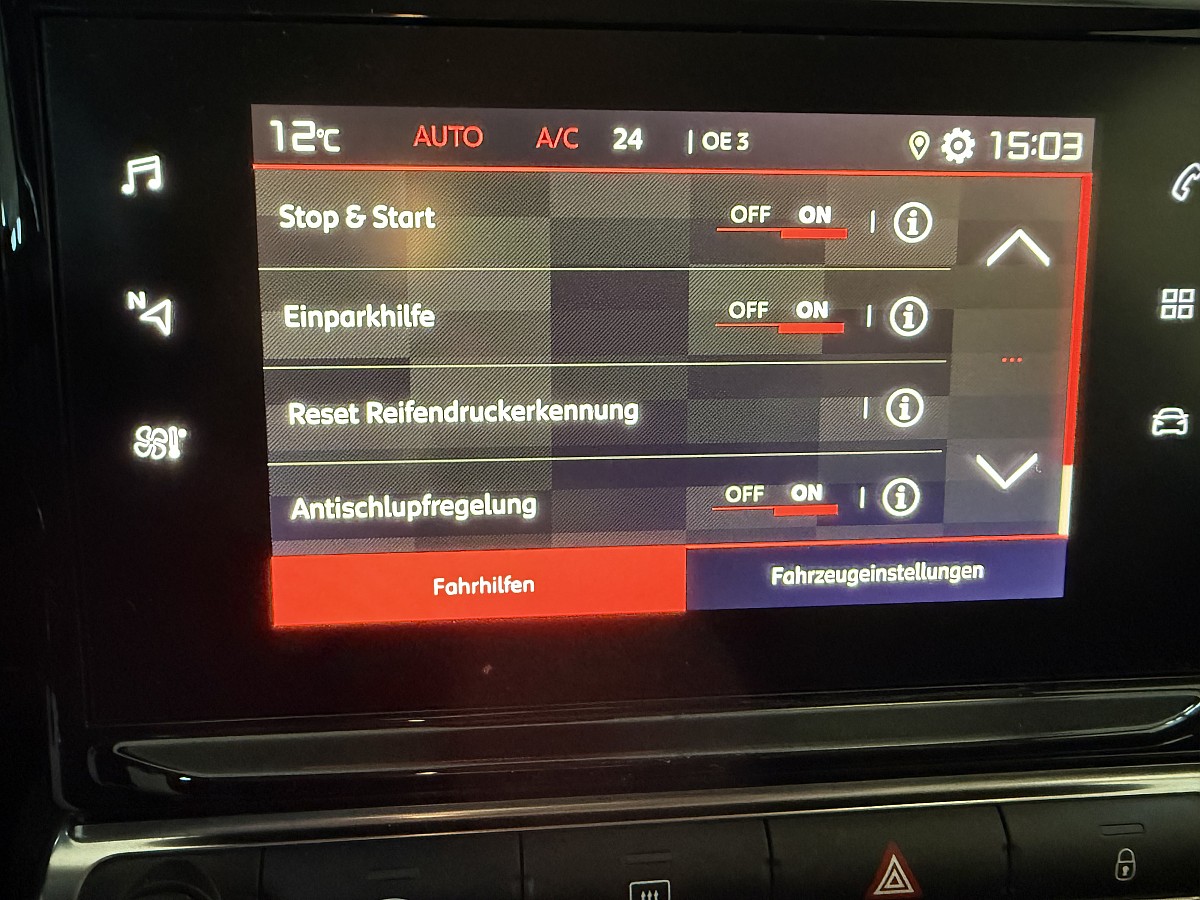 12°C AUTO A/C 24 | OE 3 15:03
Stop & Start OFF ON
N
Einparkhilfe OFF ON
Reset Reifendruckerkennung
Antischlupfregelung OFF ON
Fahrhilfen Fahrzeugeinstellungen